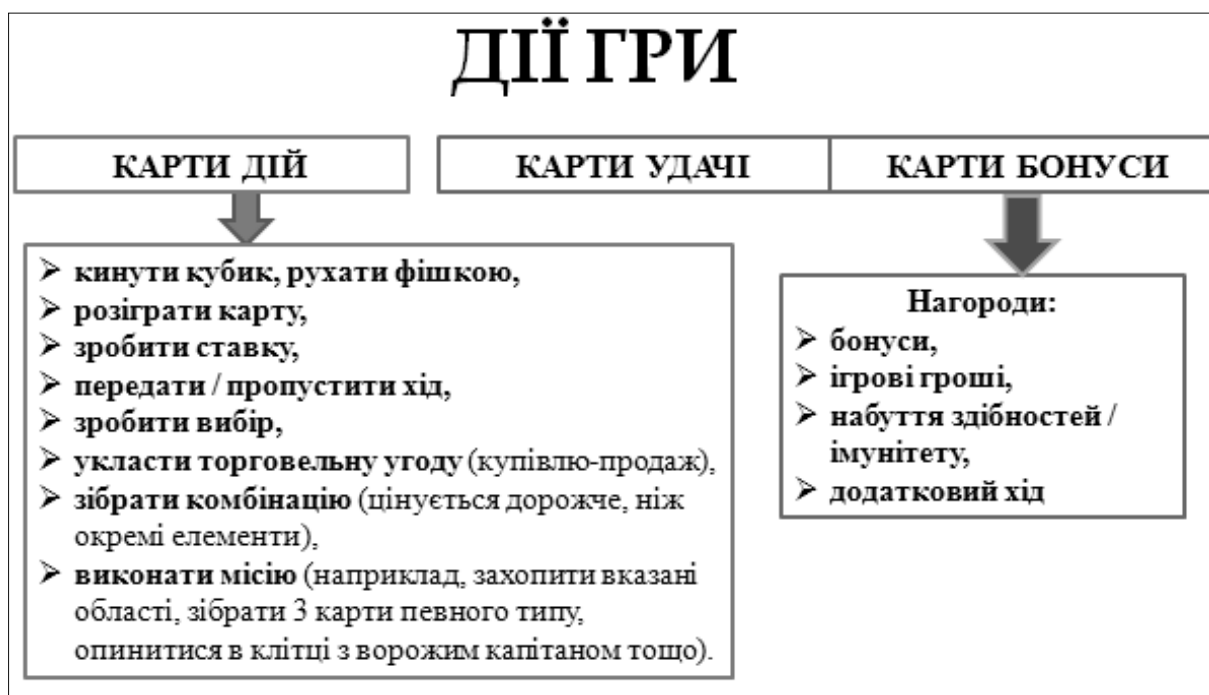 ДІЇ ГРИ
КАРТИ ДІЙ
КАРТИ УДАЧІ
КАРТИ БОНУСИ
➢ кинути кубик, рухати фішкою,
➢ розіграти карту,
➢ зробити ставку,
➢ передати / пропустити хід,
➢ зробити вибір,
➢ укласти торговельну угоду (купівлю-продаж),
➢ зібрати комбінацію (цінується дорожче, ніж
окремі елементи),
➢ виконати місію (наприклад, захопити вказані
області, зібрати 3 карти певного типу,
опинитися в клітці з ворожим капітаном тощо).
Нагороди:
➢ бонуси,
➢ ігрові гроші,
➢ набуття здібностей /
імунітету,
➢ додатковий хід